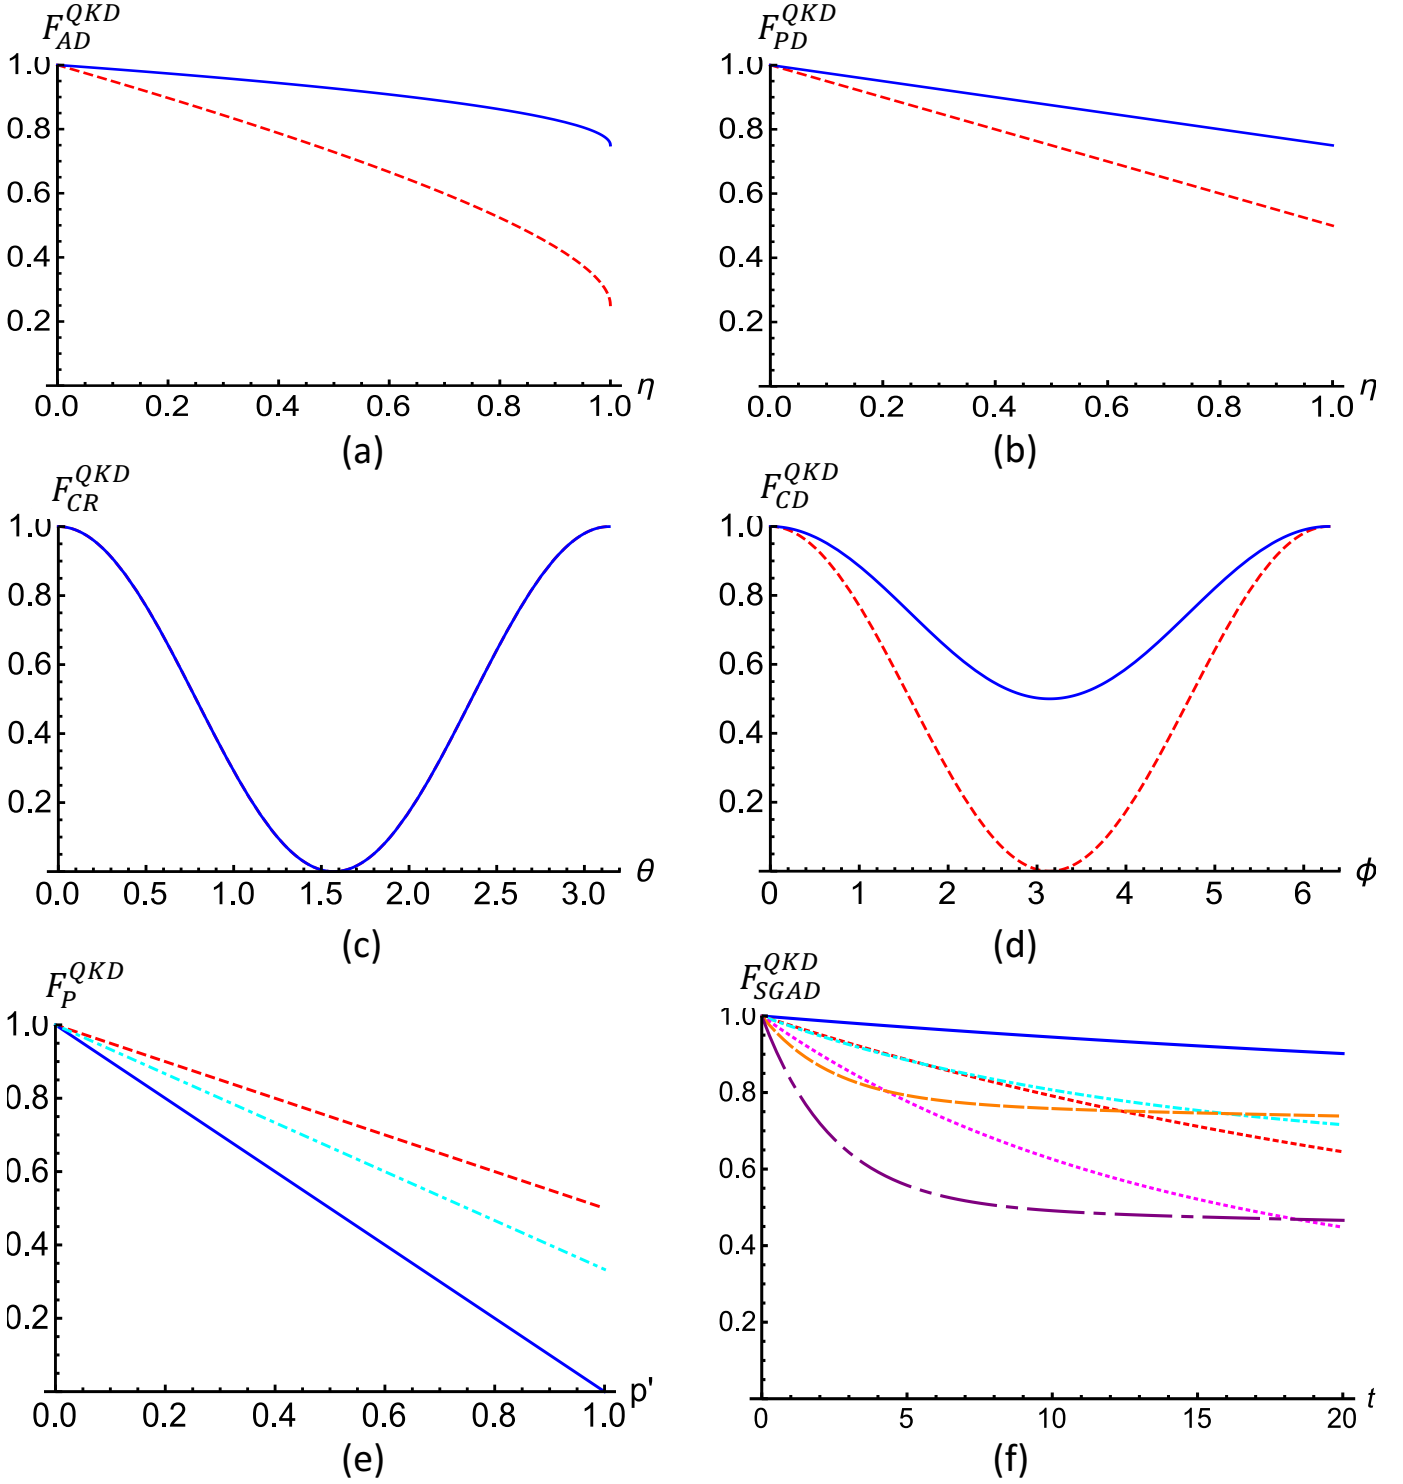 F_{AD}^{QKD}
1.0
0.8
0.6
0.4
0.2
0.0 0.2 0.4 0.6 0.8 1.0 η
(a)
F_{PD}^{QKD}
1.0
0.8
0.6
0.4
0.2
0.0 0.2 0.4 0.6 0.8 1.0 η
(b)
F_{CR}^{QKD}
1.0
0.8
0.6
0.4
0.2
0.0 0.5 1.0 1.5 2.0 2.5 3.0 θ
(c)
F_{CD}^{QKD}
1.0
0.8
0.6
0.4
0.2
0 1 2 3 4 5 6 ϕ
(d)
F_{P}^{QKD}
1.0
0.8
0.6
0.4
0.2
0.0 0.2 0.4 0.6 0.8 1.0 p'
(e)
F_{SGAD}^{QKD}
1.0
0.8
0.6
0.4
0.2
0 5 10 15 20 t
(f)